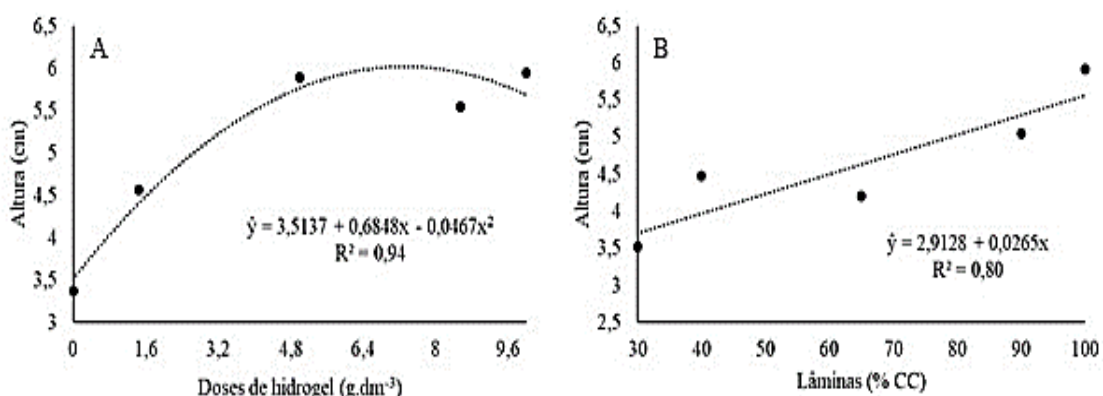 A
Altura (cm)
6,5
6
5,5
5
4,5
4
3,5
3
ŷ = 3,5137 + 0,6848x - 0,0467x²
R² = 0,94
0 1,6 3,2 4,8 6,4 8 9,6
Doses de hidrogel (g.dm⁻³)
B
Altura (cm)
6,5
6
5,5
5
4,5
4
3,5
3
2,5
ŷ = 2,9128 + 0,0265x
R² = 0,80
30 40 50 60 70 80 90 100
Lâminas (% CC)